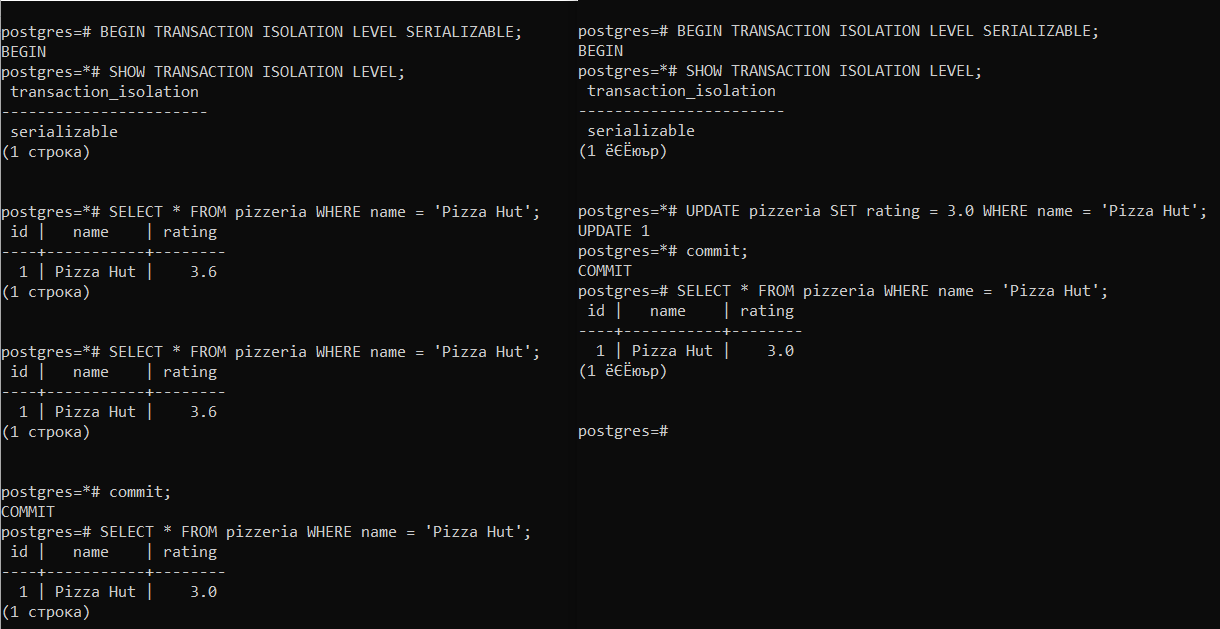 postgres=# BEGIN TRANSACTION ISOLATION LEVEL SERIALIZABLE;
BEGIN
postgres=*# SHOW TRANSACTION ISOLATION LEVEL;
 transaction_isolation
-----------------------
 serializable
(1 строка)
postgres=*# SELECT * FROM pizzeria WHERE name = 'Pizza Hut';
 id |   name    | rating
----+-----------+--------
  1 | Pizza Hut |    3.6
(1 строка)
postgres=*# SELECT * FROM pizzeria WHERE name = 'Pizza Hut';
 id |   name    | rating
----+-----------+--------
  1 | Pizza Hut |    3.6
(1 строка)
postgres=*# commit;
COMMIT
postgres=# SELECT * FROM pizzeria WHERE name = 'Pizza Hut';
 id |   name    | rating
----+-----------+--------
  1 | Pizza Hut |    3.0
(1 строка)
postgres=# BEGIN TRANSACTION ISOLATION LEVEL SERIALIZABLE;
BEGIN
postgres=*# SHOW TRANSACTION ISOLATION LEVEL;
 transaction_isolation
-----------------------
 serializable
(1 ёЄЁюър)
postgres=*# UPDATE pizzeria SET rating = 3.0 WHERE name = 'Pizza Hut';
UPDATE 1
postgres=*# commit;
COMMIT
postgres=# SELECT * FROM pizzeria WHERE name = 'Pizza Hut';
 id |   name    | rating
----+-----------+--------
  1 | Pizza Hut |    3.0
(1 ёЄЁюър)
postgres=#